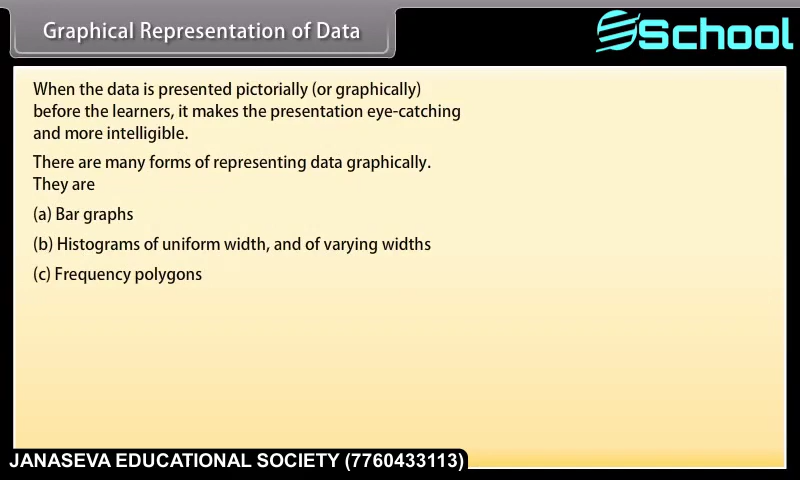 Graphical Representation of Data
School
When the data is presented pictorially (or graphically)
before the learners, it makes the presentation eye-catching
and more intelligible.
There are many forms of representing data graphically.
They are
(a) Bar graphs
(b) Histograms of uniform width, and of varying widths
(c) Frequency polygons
JANASEVA EDUCATIONAL SOCIETY (7760433113)